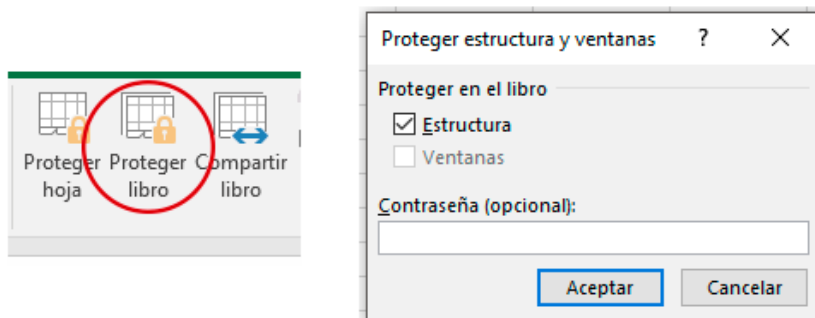 Proteger hoja
Proteger libro
Compartir libro
Proteger estructura y ventanas ? ✕
Proteger en el libro
Estructura
Ventanas
Contraseña (opcional):
Aceptar Cancelar